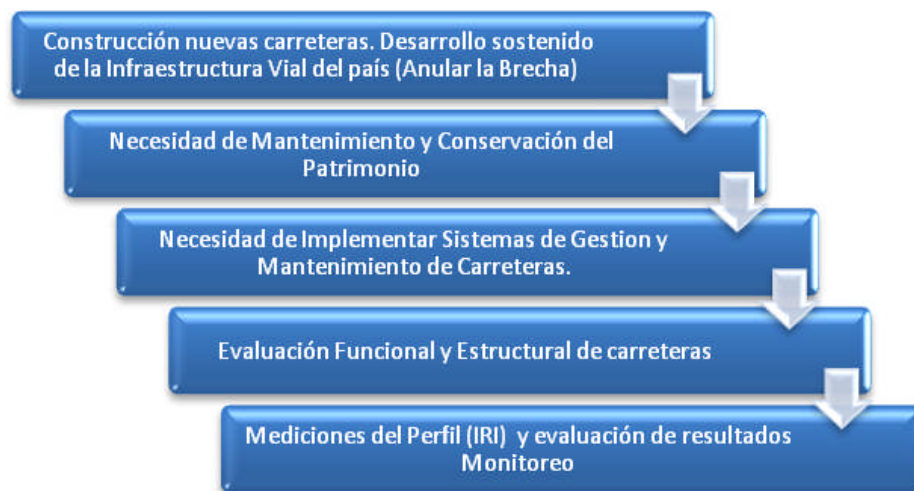 Construcción nuevas carreteras. Desarrollo sostenido
de la Infraestructura Vial del país (Anular la Brecha)
Necesidad de Mantenimiento y Conservación del
Patrimonio
Necesidad de Implementar Sistemas de Gestion y
Mantenimiento de Carreteras.
Evaluación Funcional y Estructural de carreteras
Mediciones del Perfil (IRI) y evaluación de resultados
Monitoreo